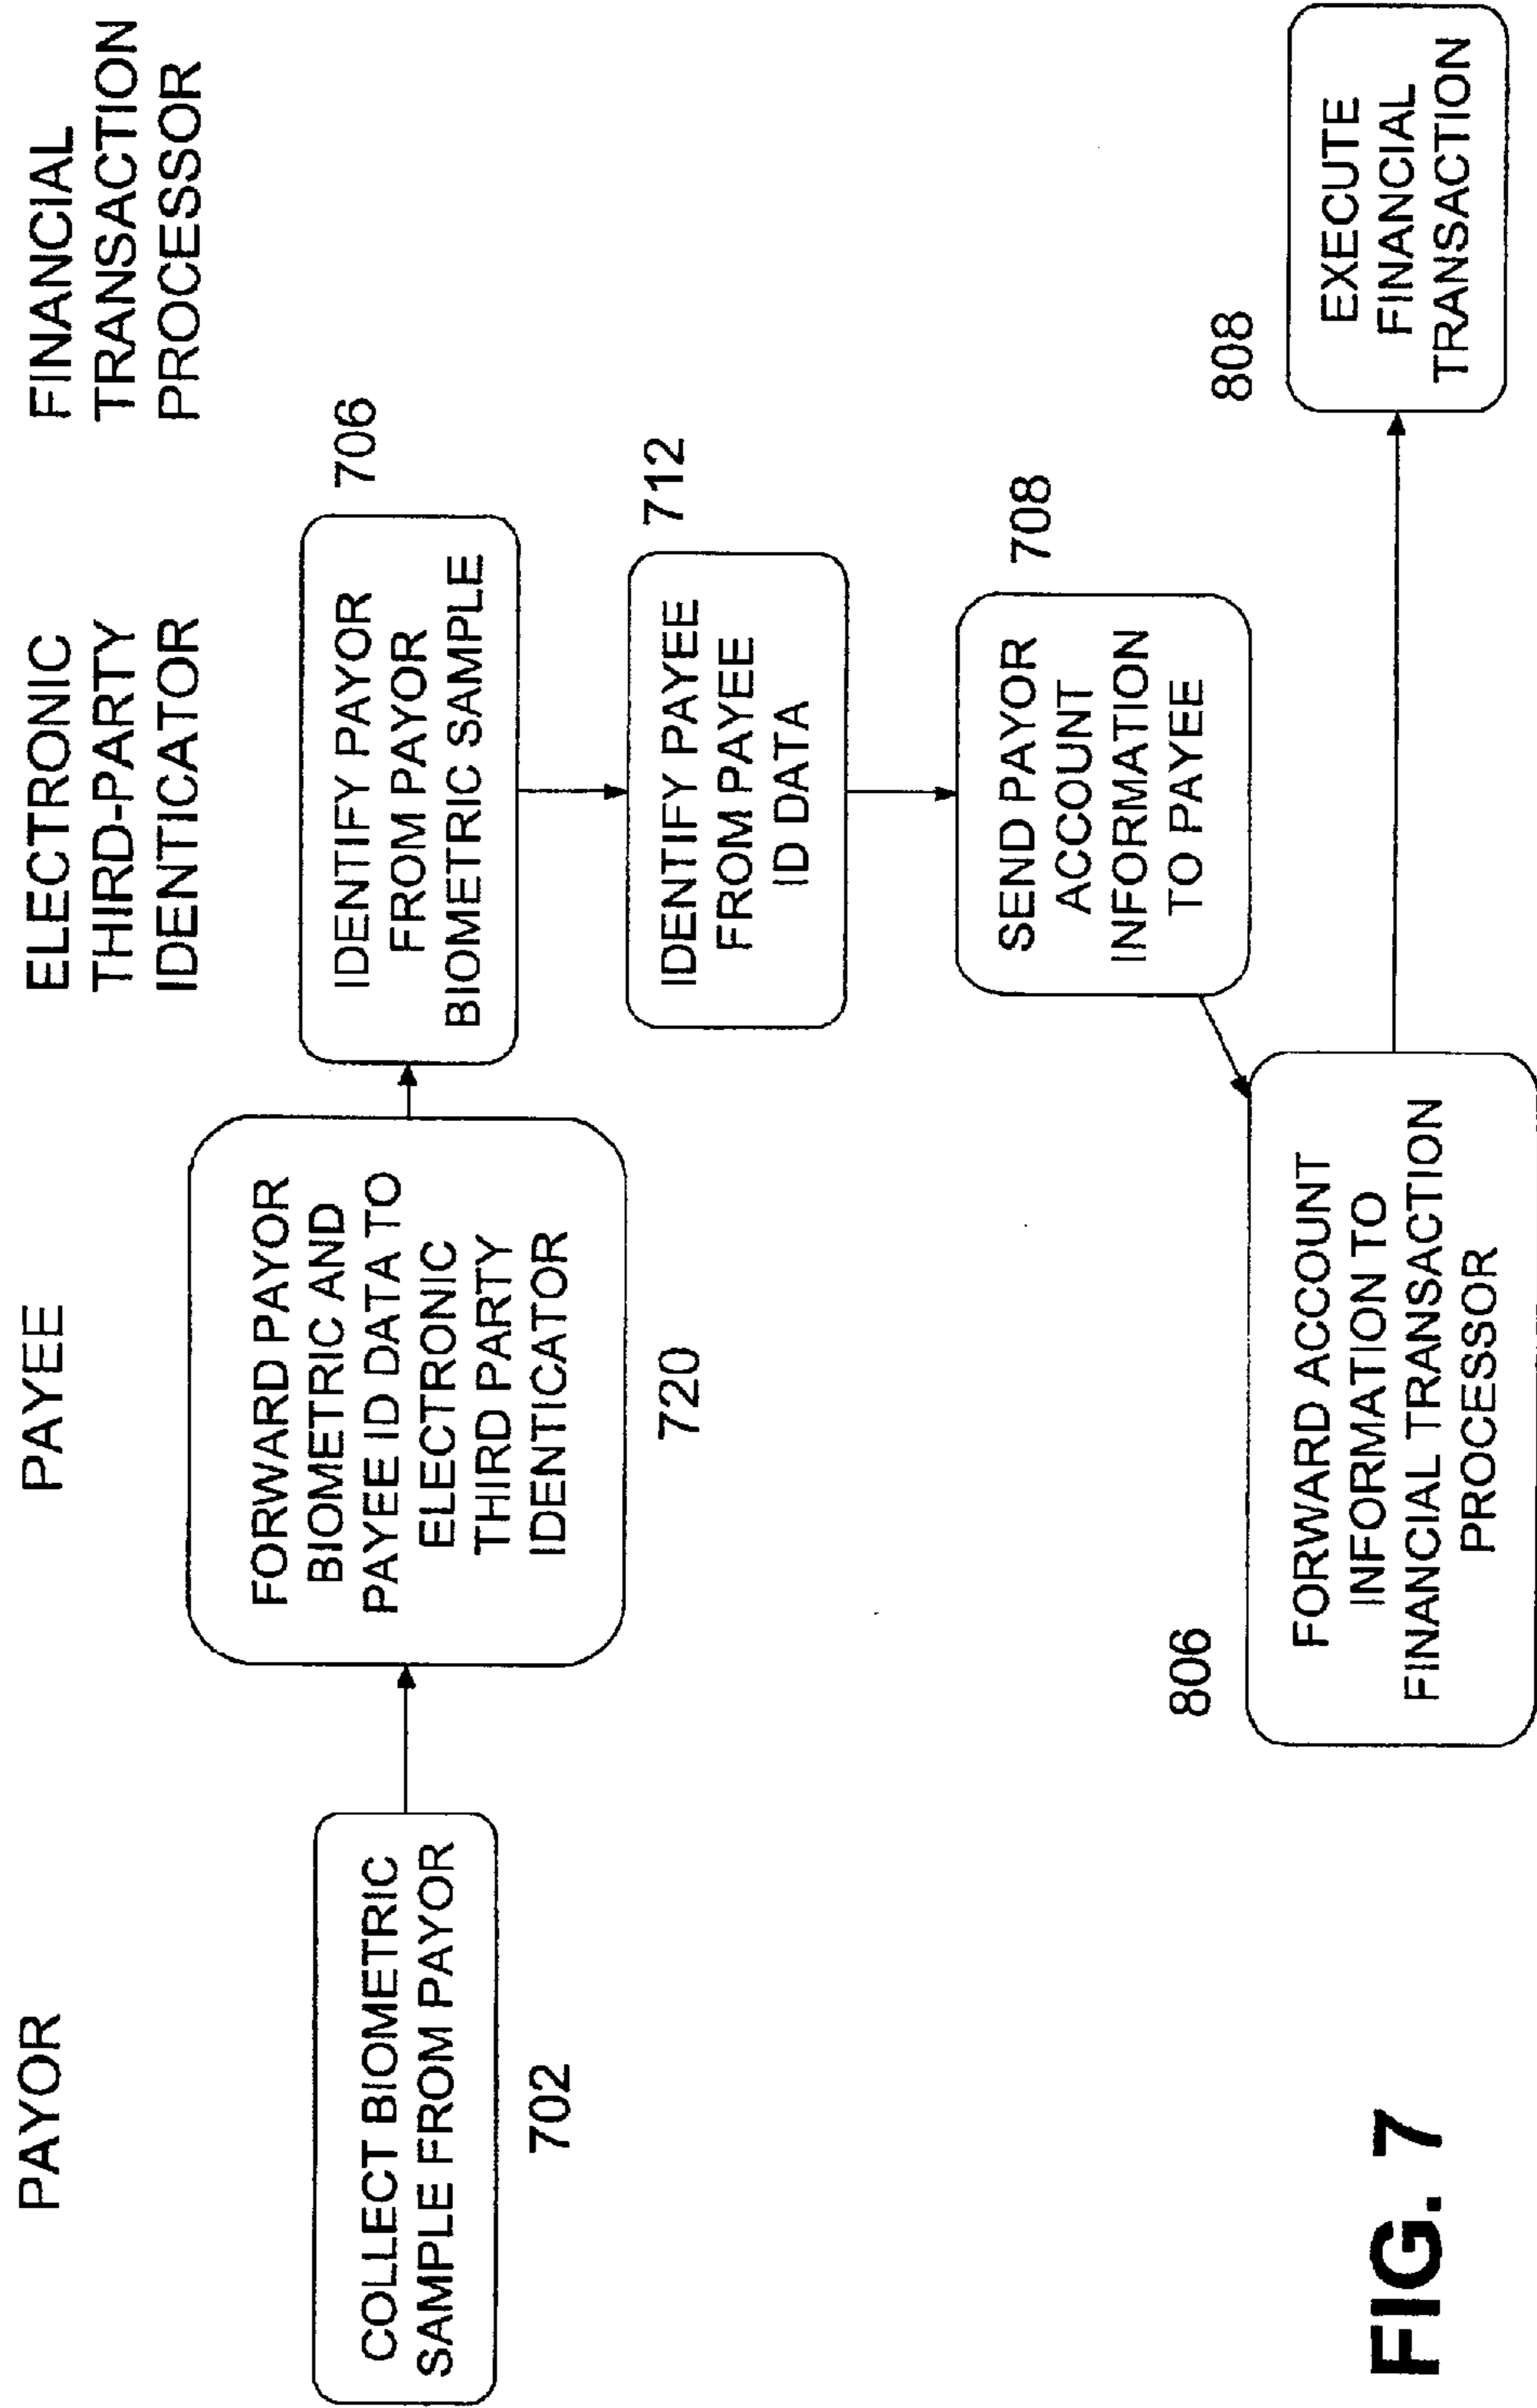 PAYOR
PAYEE
ELECTRONIC
THIRD-PARTY
IDENTICATOR
FINANCIAL
TRANSACTION
PROCESSOR
COLLECT BIOMETRIC
SAMPLE FROM PAYOR
702
FORWARD PAYOR
BIOMETRIC AND
PAYEE ID DATA TO
ELECTRONIC
THIRD PARTY
IDENTICATOR
720
IDENTIFY PAYOR
FROM PAYOR
BIOMETRIC SAMPLE
706
IDENTIFY PAYEE
FROM PAYEE
ID DATA
712
SEND PAYOR
ACCOUNT
INFORMATION
TO PAYEE
708
806
FORWARD ACCOUNT
INFORMATION TO
FINANCIAL TRANSACTION
PROCESSOR
808
EXECUTE
FINANCIAL
TRANSACTION
FIG. 7